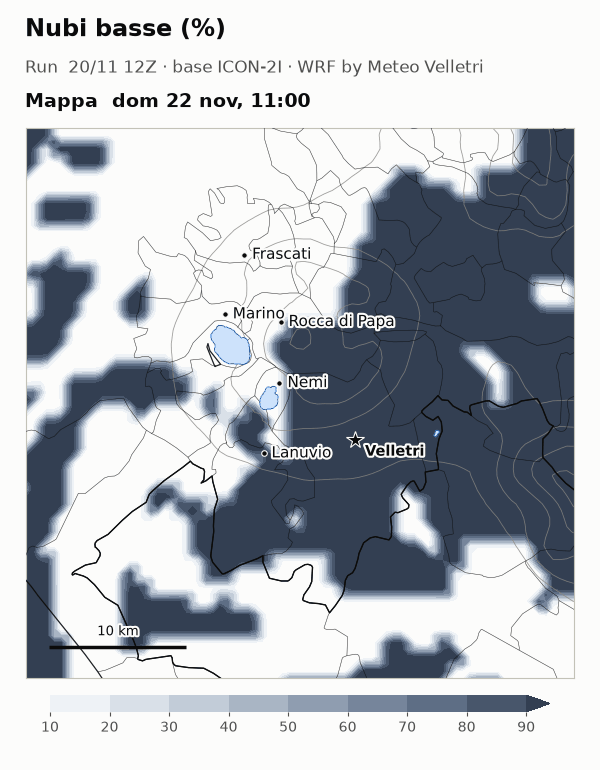 Nubi basse (%)
Run  20/11 12Z · base ICON-2I · WRF by Meteo Velletri
Mappa  dom 22 nov, 11:00
Frascati
Marino
Rocca di Papa
Nemi
Velletri
Lanuvio
10 km
10 20 30 40 50 60 70 80 90